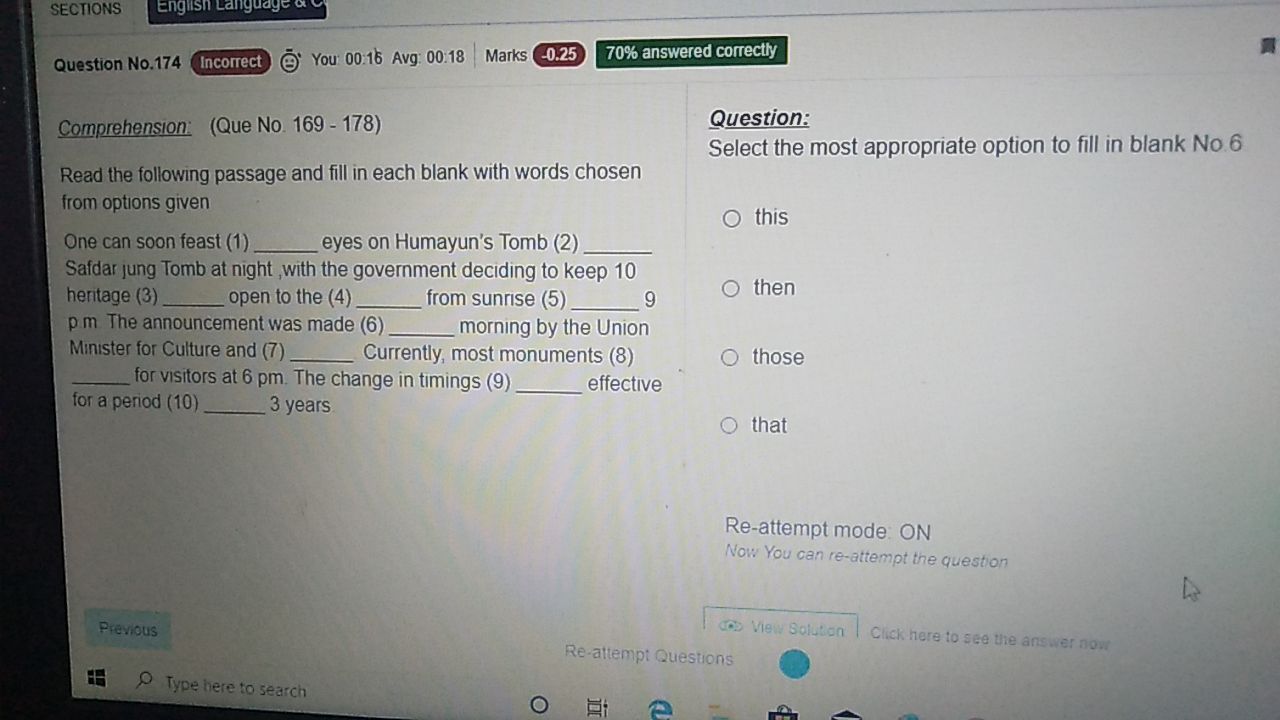 SECTIONS
English Language &
Question No.174 Incorrect You: 00:16 Avg: 00:18 Marks -0.25 70% answered correctly
Comprehension: (Que No. 169 - 178)
Read the following passage and fill in each blank with words chosen
from options given
One can soon feast (1) ______ eyes on Humayun's Tomb (2) ______
Safdar jung Tomb at night ,with the government deciding to keep 10
heritage (3) ______ open to the (4) ______ from sunrise (5) ______ 9
p.m. The announcement was made (6) ______ morning by the Union
Minister for Culture and (7) ______ Currently, most monuments (8)
______ for visitors at 6 pm. The change in timings (9) ______ effective
for a period (10) ______ 3 years.
Question:
Select the most appropriate option to fill in blank No.6
this
then
those
that
Re-attempt mode: ON
Now You can re-attempt the question
View Solution Click here to see the answer now
Previous
Re-attempt Questions
Type here to search